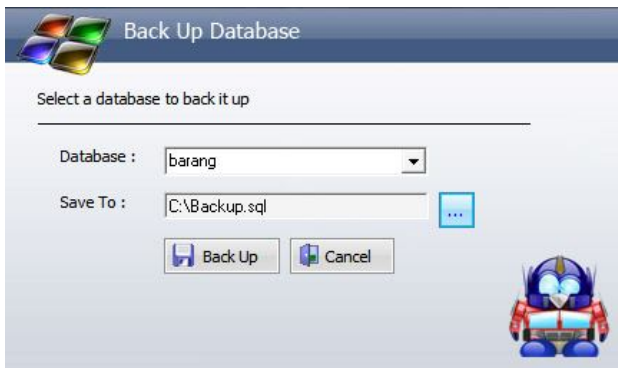 Back Up Database
Select a database to back it up
Database : barang
Save To : C:\Backup.sql ...
Back Up Cancel